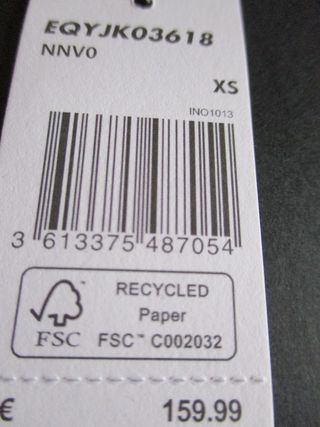 EQYJK03618
NNV0
XS
INO1013
3 613375 487054
RECYCLED
Paper
FSC FSC™ C002032
€ 159.99